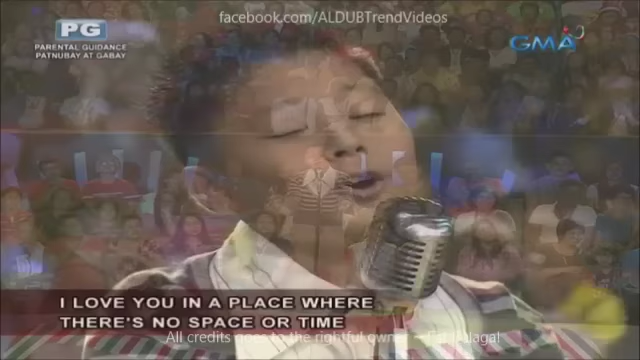 facebook.com/ALDUBTrendVideos
PG
GMA
PARENTAL GUIDANCE
PATNUBAY AT GABAY
I LOVE YOU IN A PLACE WHERE
THERE'S NO SPACE OR TIME
All credits goes to the rightful owner